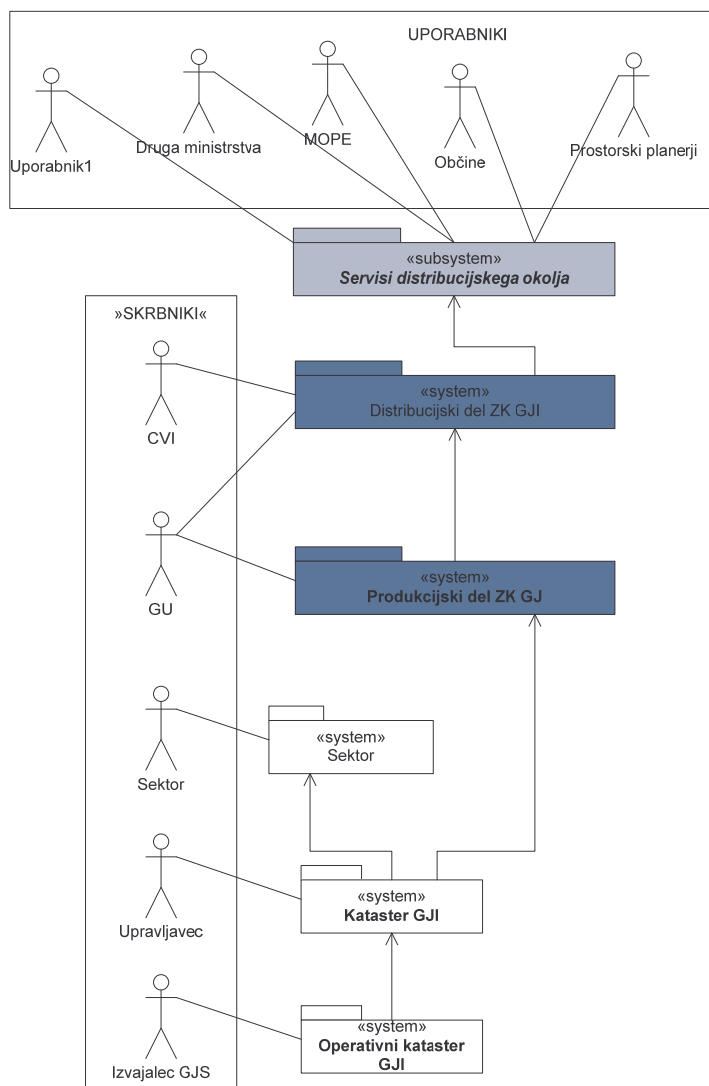 UPORABNIKI
Uporabnik1
Druga ministrstva
MOPE
Občine
Prostorski planerji
«subsystem»
Servisi distribucijskega okolja
»SKRBNIKI«
CVI
«system»
Distribucijski del ZK GJI
GU
«system»
Produkcijski del ZK GJ
Sektor
«system»
Sektor
Upravljavec
«system»
Kataster GJI
Izvajalec GJS
«system»
Operativni kataster
GJI